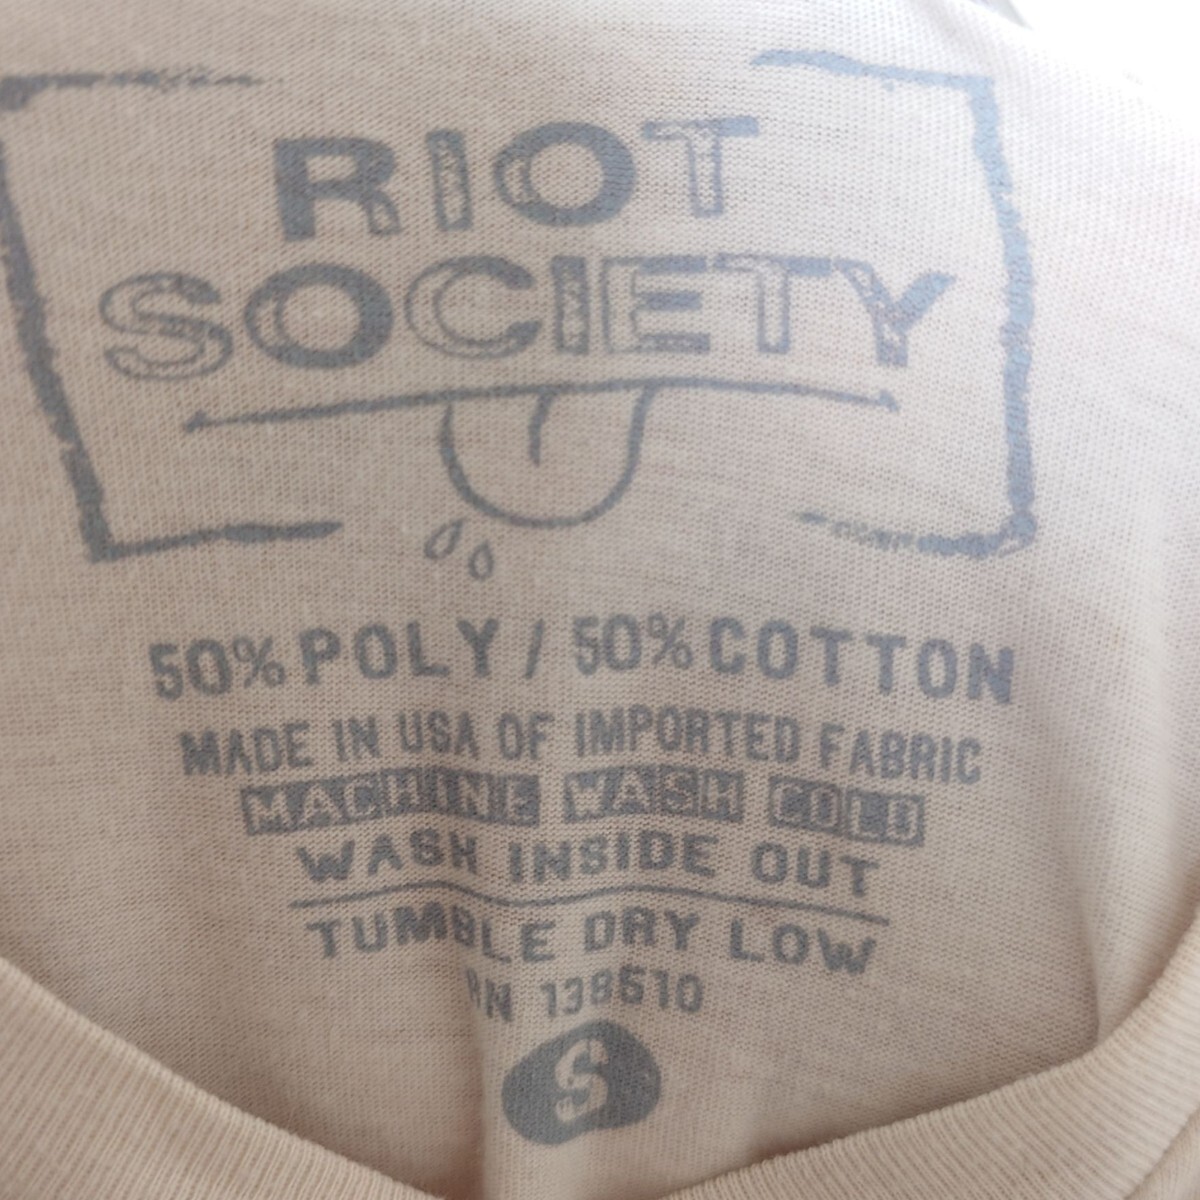 RIOT
SOCIETY
50% POLY / 50% COTTON
MADE IN USA OF IMPORTED FABRIC
MACHINE WASH COLD
WASH INSIDE OUT
TUMBLE DRY LOW
RN 138510
S